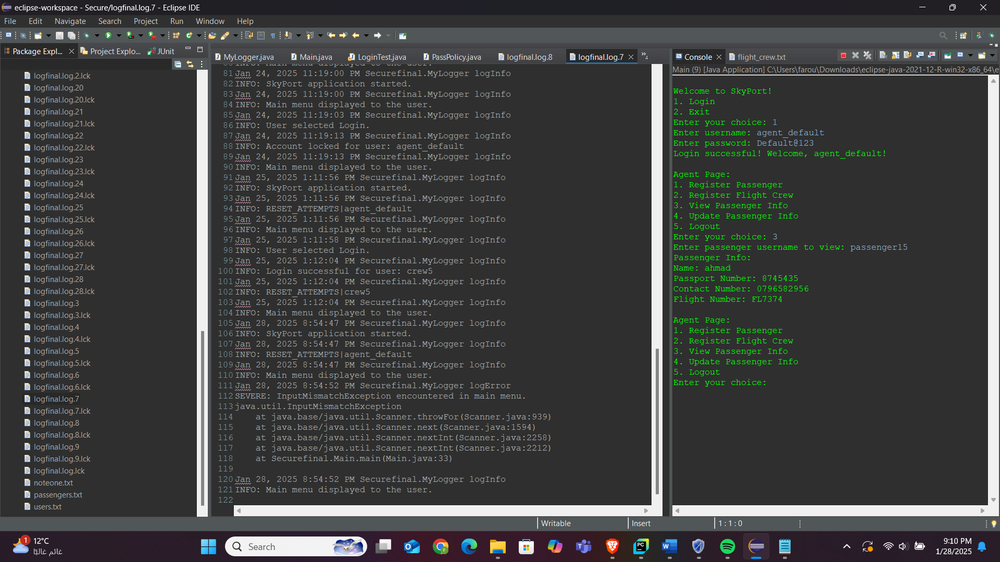 eclipse-workspace - Secure/logfinal.log.7 - Eclipse IDE
File Edit Navigate Search Project Run Window Help
Package Expl... Project Explo... JUnit
logfinal.log.2.lck
logfinal.log.20
logfinal.log.20.lck
logfinal.log.21
logfinal.log.21.lck
logfinal.log.22
logfinal.log.22.lck
logfinal.log.23
logfinal.log.23.lck
logfinal.log.24
logfinal.log.24.lck
logfinal.log.25
logfinal.log.25.lck
logfinal.log.26
logfinal.log.26.lck
logfinal.log.27
logfinal.log.27.lck
logfinal.log.28
logfinal.log.28.lck
logfinal.log.3
logfinal.log.3.lck
logfinal.log.4
logfinal.log.4.lck
logfinal.log.5
logfinal.log.5.lck
logfinal.log.6
logfinal.log.6.lck
logfinal.log.7
logfinal.log.7.lck
logfinal.log.8
logfinal.log.8.lck
logfinal.log.9
logfinal.log.9.lck
logfinal.log.lck
noteone.txt
passengers.txt
users.txt
MyLogger.java Main.java LoginTest.java PassPolicy.java logfinal.log.8 logfinal.log.7 4
80 INFO: Main menu displayed to the user.
81 Jan 24, 2025 11:19:00 PM Securefinal.MyLogger logInfo
82 INFO: SkyPort application started.
83 Jan 24, 2025 11:19:00 PM Securefinal.MyLogger logInfo
84 INFO: Main menu displayed to the user.
85 Jan 24, 2025 11:19:03 PM Securefinal.MyLogger logInfo
86 INFO: User selected Login.
87 Jan 24, 2025 11:19:13 PM Securefinal.MyLogger logInfo
88 INFO: Account locked for user: agent_default
89 Jan 24, 2025 11:19:13 PM Securefinal.MyLogger logInfo
90 INFO: Main menu displayed to the user.
91 Jan 25, 2025 1:11:56 PM Securefinal.MyLogger logInfo
92 INFO: SkyPort application started.
93 Jan 25, 2025 1:11:56 PM Securefinal.MyLogger logInfo
94 INFO: RESET_ATTEMPTS|agent_default
95 Jan 25, 2025 1:11:56 PM Securefinal.MyLogger logInfo
96 INFO: Main menu displayed to the user.
97 Jan 25, 2025 1:11:58 PM Securefinal.MyLogger logInfo
98 INFO: User selected Login.
99 Jan 25, 2025 1:12:04 PM Securefinal.MyLogger logInfo
100 INFO: Login successful for user: crew5
101 Jan 25, 2025 1:12:04 PM Securefinal.MyLogger logInfo
102 INFO: RESET_ATTEMPTS|crew5
103 Jan 25, 2025 1:12:04 PM Securefinal.MyLogger logInfo
104 INFO: Main menu displayed to the user.
105 Jan 28, 2025 8:54:47 PM Securefinal.MyLogger logInfo
106 INFO: SkyPort application started.
107 Jan 28, 2025 8:54:47 PM Securefinal.MyLogger logInfo
108 INFO: RESET_ATTEMPTS|agent_default
109 Jan 28, 2025 8:54:47 PM Securefinal.MyLogger logInfo
110 INFO: Main menu displayed to the user.
111 Jan 28, 2025 8:54:52 PM Securefinal.MyLogger logError
112 SEVERE: InputMismatchException encountered in main menu.
113 java.util.InputMismatchException
114 at java.base/java.util.Scanner.throwFor(Scanner.java:939)
115 at java.base/java.util.Scanner.next(Scanner.java:1594)
116 at java.base/java.util.Scanner.nextInt(Scanner.java:2258)
117 at java.base/java.util.Scanner.nextInt(Scanner.java:2212)
118 at Securefinal.Main.main(Main.java:33)
119
120 Jan 28, 2025 8:54:52 PM Securefinal.MyLogger logInfo
121 INFO: Main menu displayed to the user.
122
Console flight_crew.txt
Main (9) [Java Application] C:\Users\farou\Downloads\eclipse-java-2021-12-R-win32-x86_64\e
Welcome to SkyPort!
1. Login
2. Exit
Enter your choice: 1
Enter username: agent_default
Enter password: Default@123
Login successful! Welcome, agent_default!
Agent Page:
1. Register Passenger
2. Register Flight Crew
3. View Passenger Info
4. Update Passenger Info
5. Logout
Enter your choice: 3
Enter passenger username to view: passenger15
Passenger Info:
Name: ahmad
Passport Number: 8745435
Contact Number: 0796582956
Flight Number: FL7374
Agent Page:
1. Register Passenger
2. Register Flight Crew
3. View Passenger Info
4. Update Passenger Info
5. Logout
Enter your choice:
Writable Insert 1 : 1 : 0
1 12°C
غائم غالبًا
Search
9:10 PM
1/28/2025